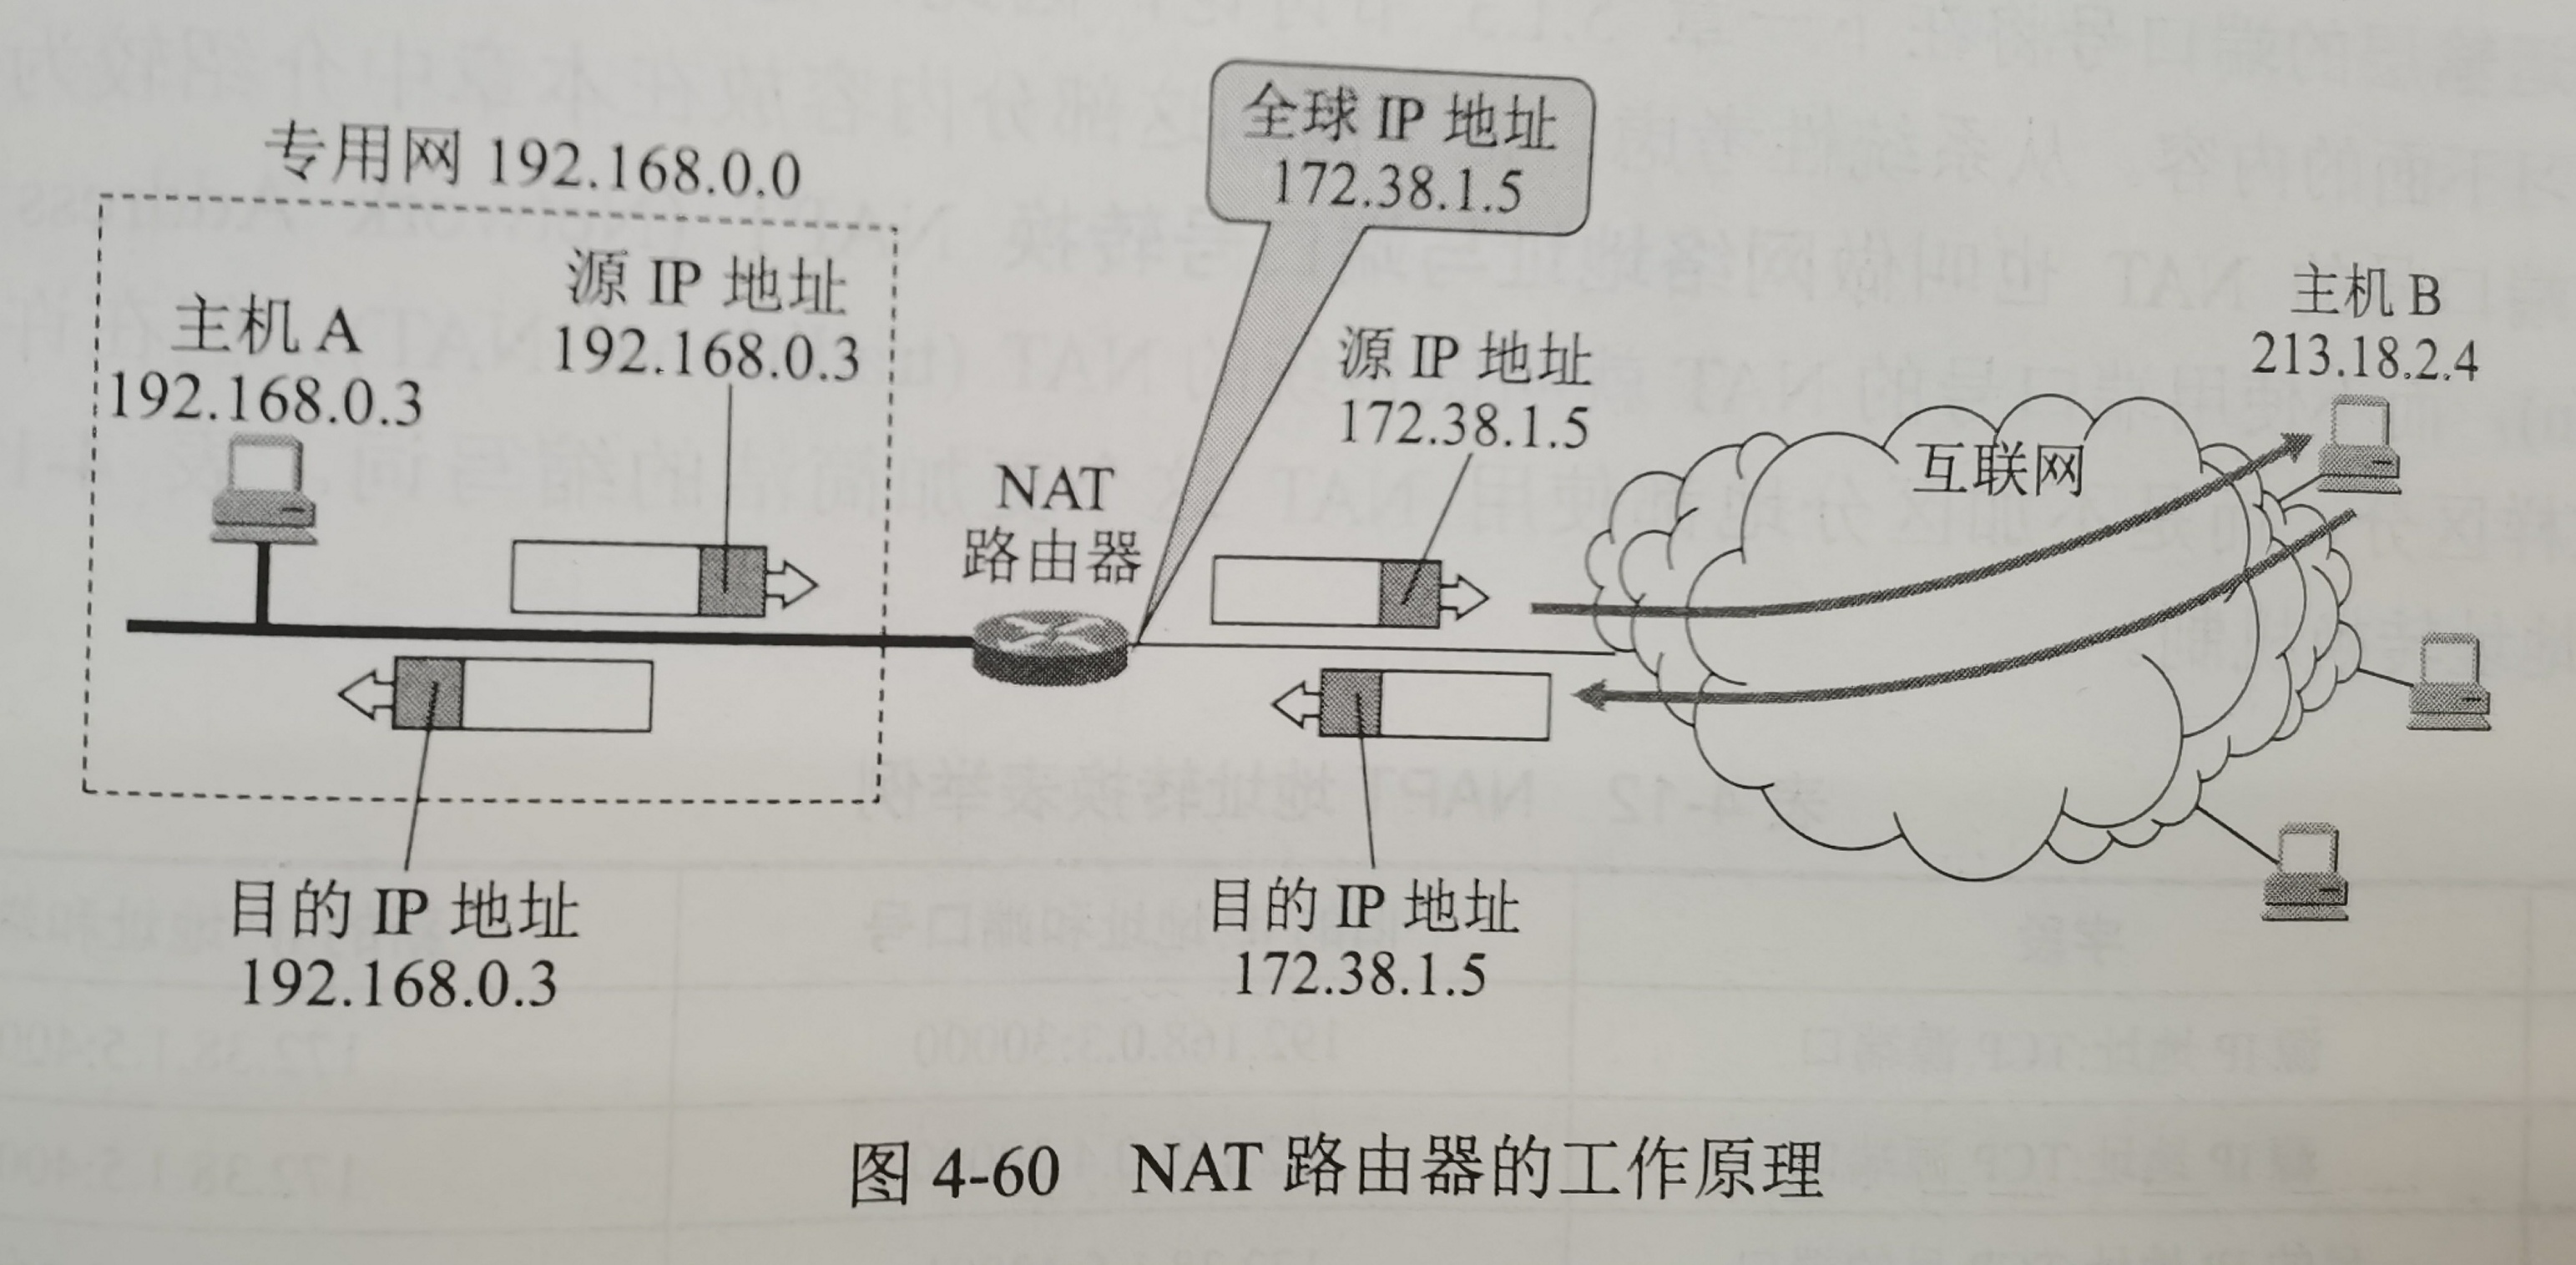 专用网 192.168.0.0
全球 IP 地址
172.38.1.5
主机 A
192.168.0.3
源 IP 地址
192.168.0.3
NAT
路由器
源 IP 地址
172.38.1.5
互联网
主机 B
213.18.2.4
目的 IP 地址
192.168.0.3
目的 IP 地址
172.38.1.5
图 4-60 NAT 路由器的工作原理